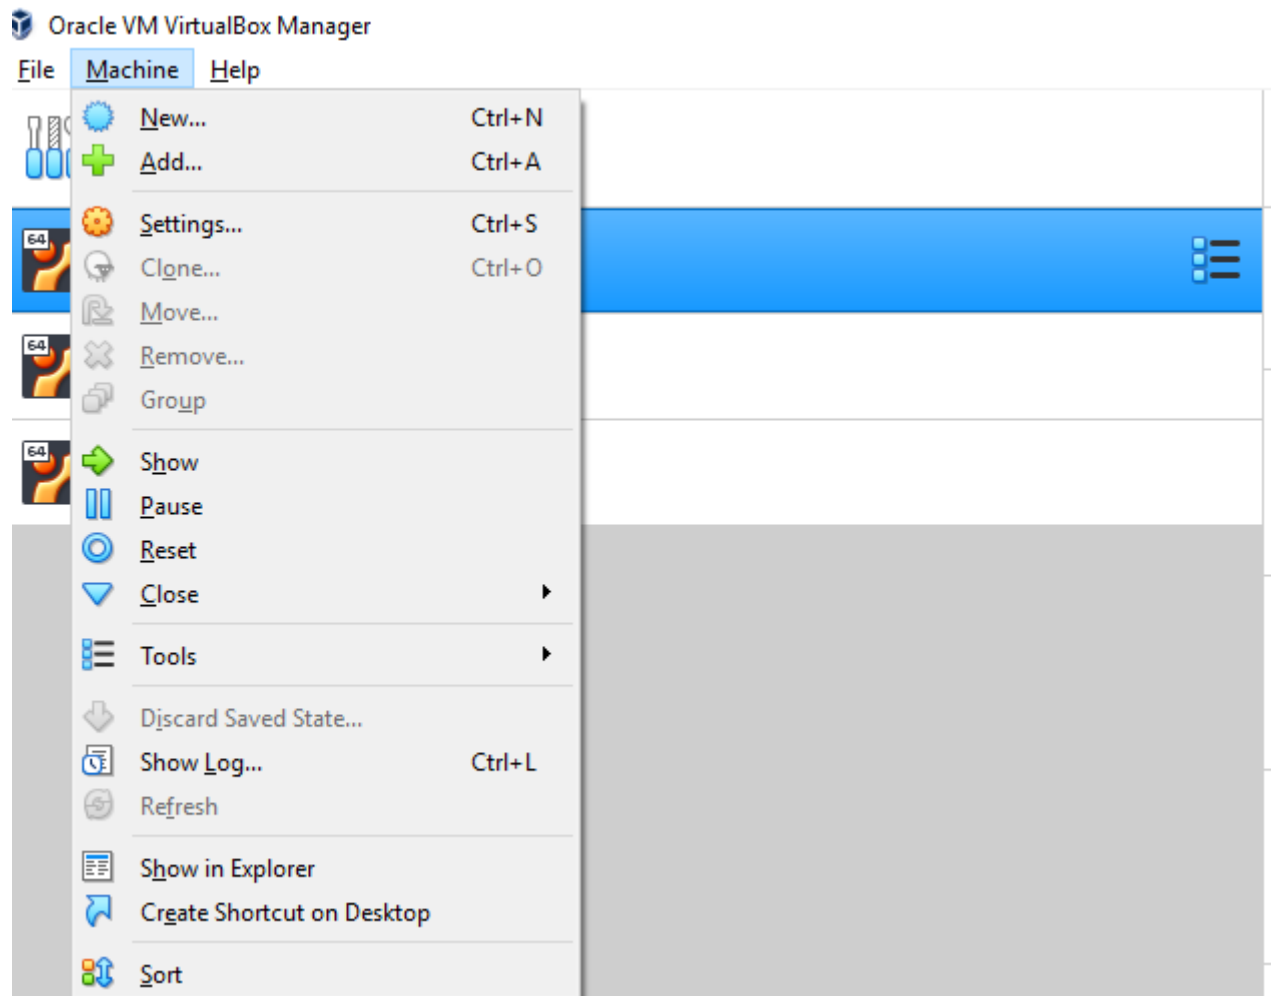 Oracle VM VirtualBox Manager
File Machine Help
New... Ctrl+N
Add... Ctrl+A
Settings... Ctrl+S
64
Clone... Ctrl+O
Move...
64
Remove...
Group
64
Show
Pause
Reset
Close
Tools
Discard Saved State...
Show Log... Ctrl+L
Refresh
Show in Explorer
Create Shortcut on Desktop
Sort